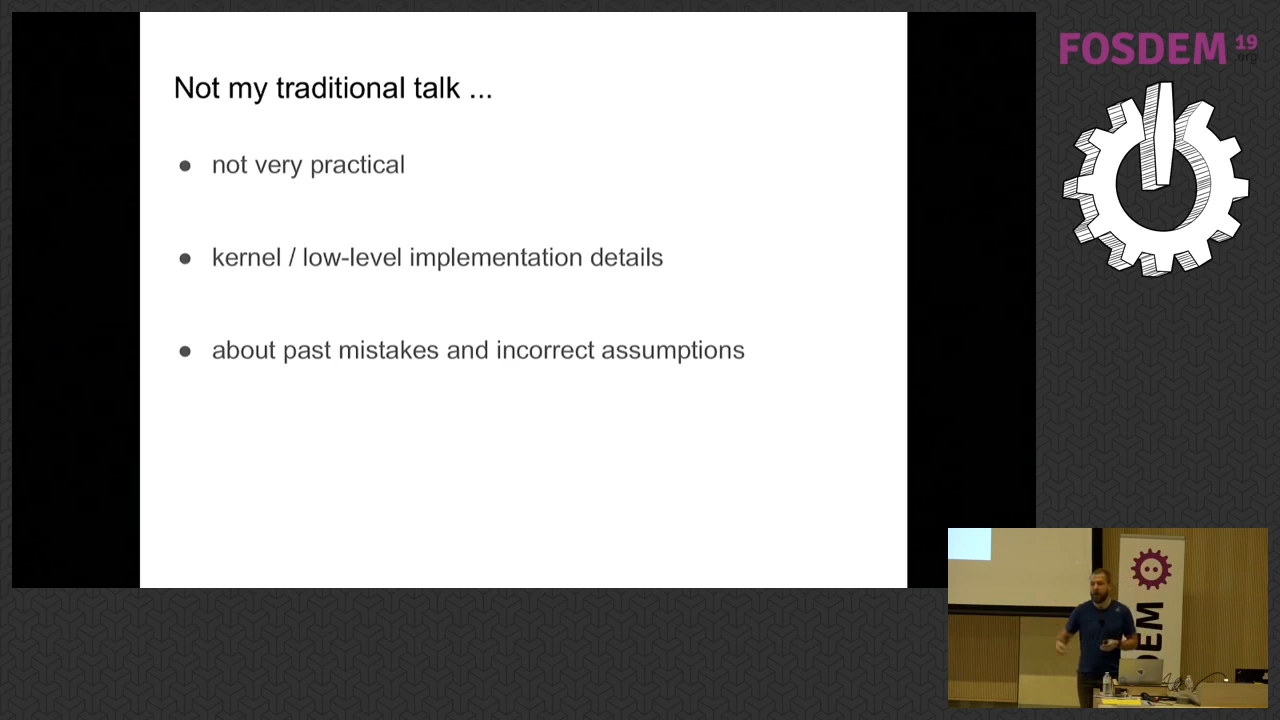 Not my traditional talk ...
● not very practical
● kernel / low-level implementation details
● about past mistakes and incorrect assumptions
FOSDEM 19
.org
DEM